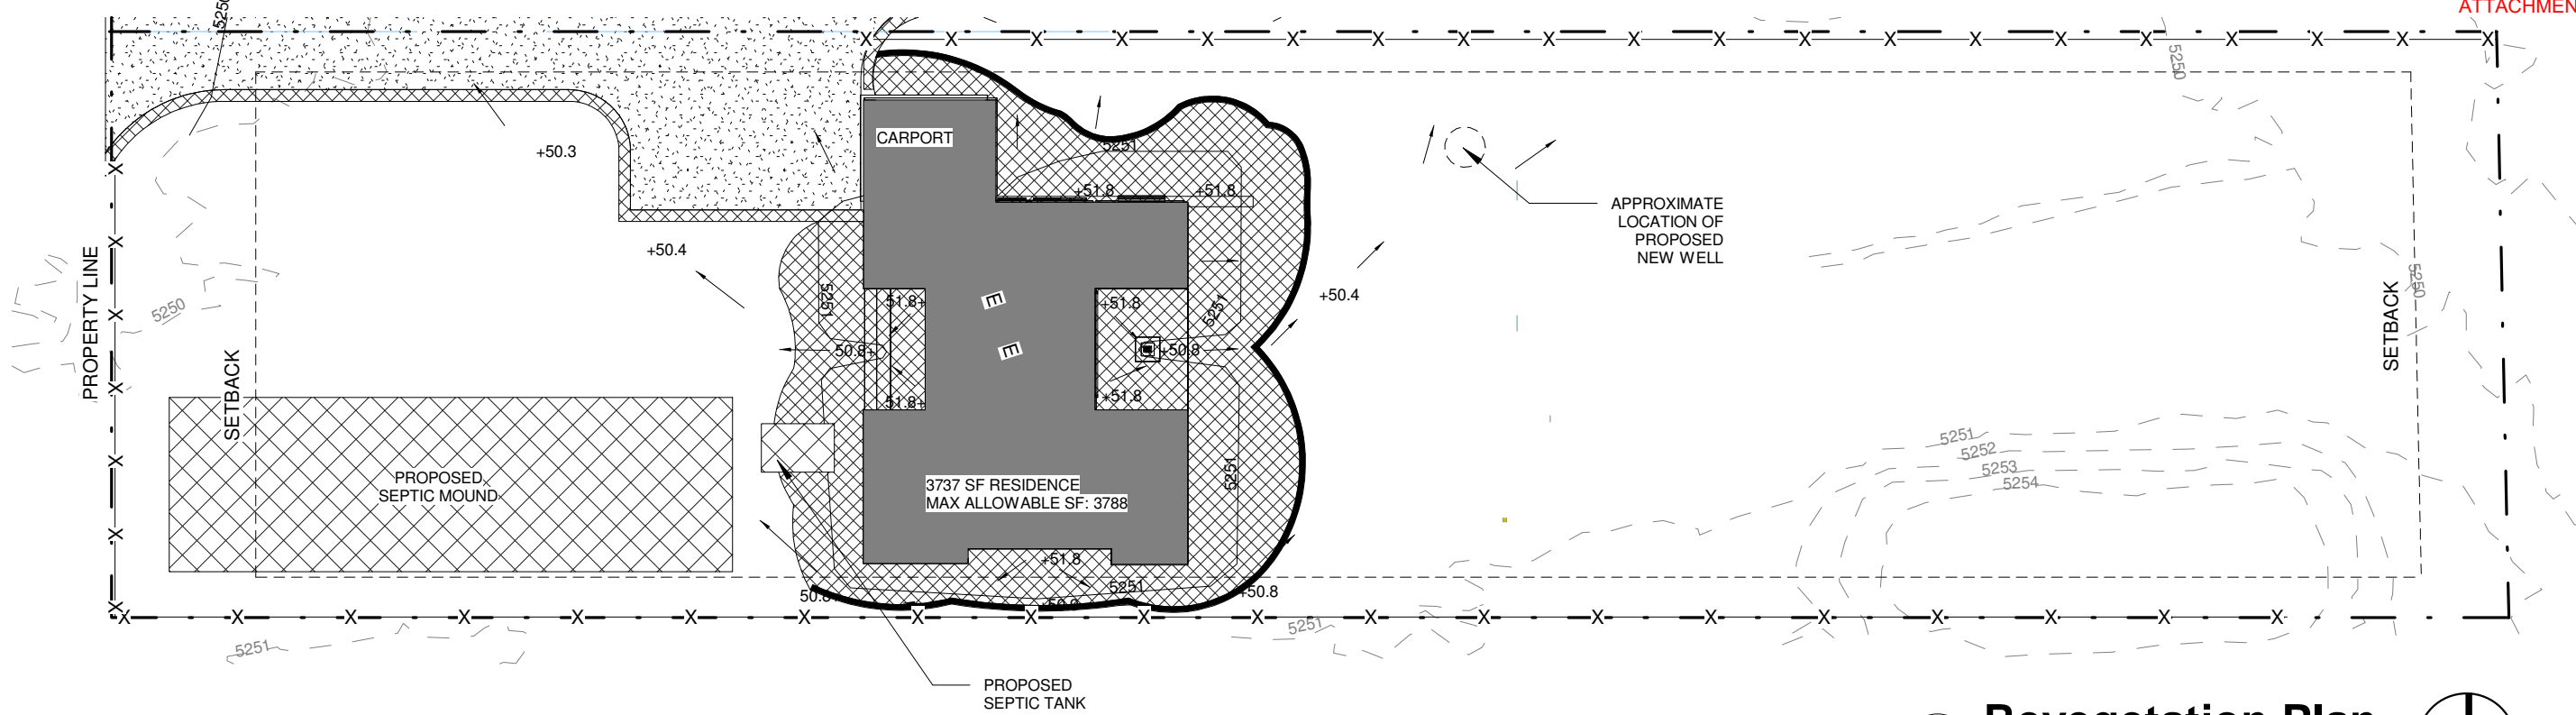 ATTACHMEN
5250
5250
CARPORT
+50.3
5251
+51.8
+51.8
APPROXIMATE
LOCATION OF
PROPOSED
NEW WELL
+50.4
PROPERTY LINE
5250
5251
51.8+
E
+51.8
5251
+50.4
5250
SETBACK
50.8+
E
+50.8
SETBACK
51.8+
+51.8
5251
5252
5253
5254
PROPOSED
SEPTIC MOUND
3737 SF RESIDENCE
MAX ALLOWABLE SF: 3788
5251
+51.8
5251
+50.8
5251
5251
PROPOSED
SEPTIC TANK
Revegetation Plan